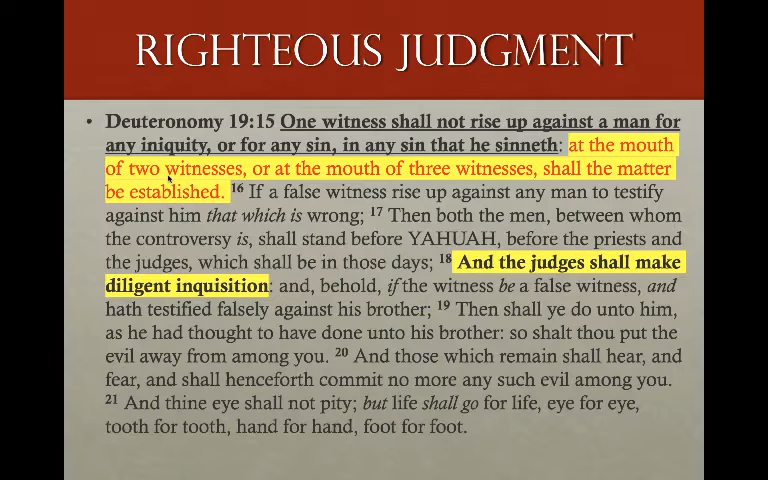 RIGHTEOUS JUDGMENT
• Deuteronomy 19:15 One witness shall not rise up against a man for
any iniquity, or for any sin, in any sin that he sinneth: at the mouth
of two witnesses, or at the mouth of three witnesses, shall the matter
be established. 16 If a false witness rise up against any man to testify
against him that which is wrong; 17 Then both the men, between whom
the controversy is, shall stand before YAHUAH, before the priests and
the judges, which shall be in those days; 18 And the judges shall make
diligent inquisition: and, behold, if the witness be a false witness, and
hath testified falsely against his brother; 19 Then shall ye do unto him,
as he had thought to have done unto his brother: so shalt thou put the
evil away from among you. 20 And those which remain shall hear, and
fear, and shall henceforth commit no more any such evil among you.
21 And thine eye shall not pity; but life shall go for life, eye for eye,
tooth for tooth, hand for hand, foot for foot.